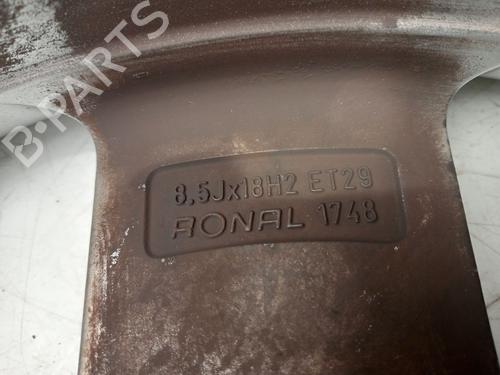 B-PARTS
8.5Jx18H2 ET29
RONAL 1748